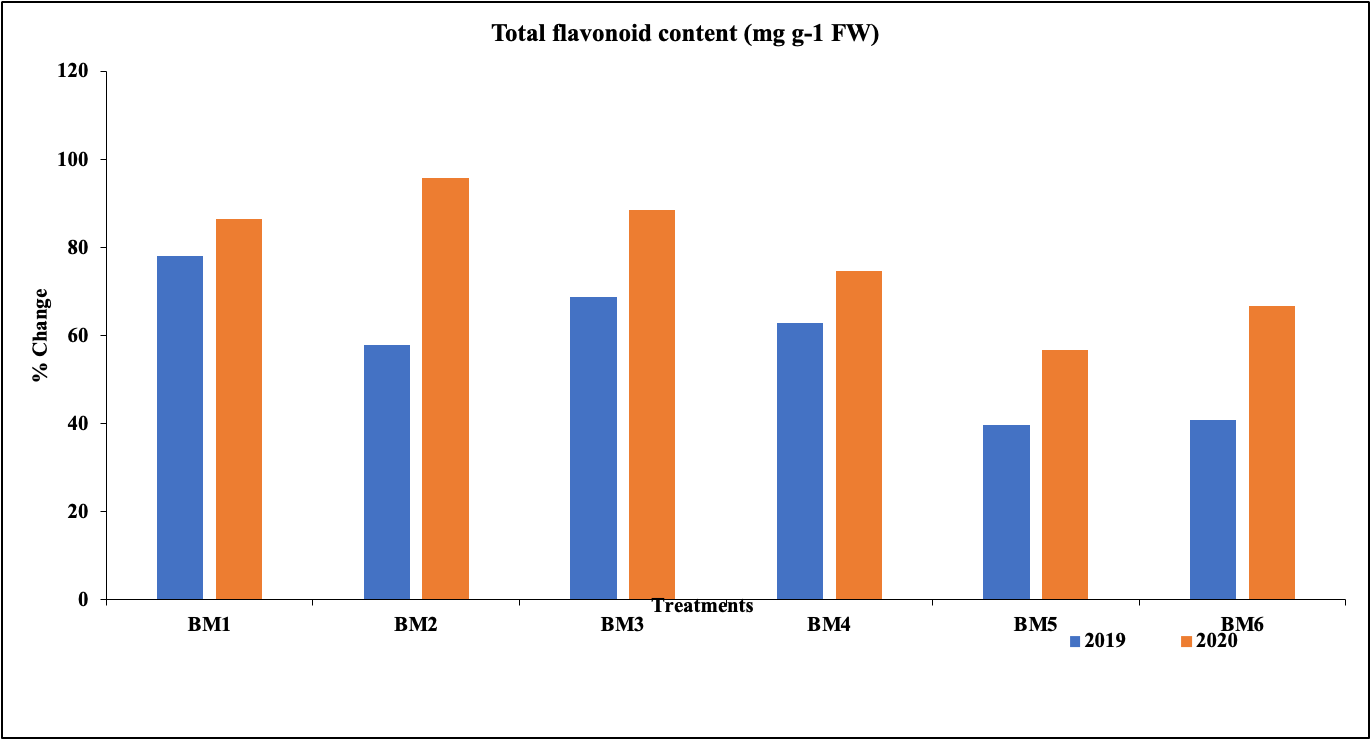 Total flavonoid content (mg g-1 FW)
120
100
80
60
40
20
0
% Change
Treatments
BM1 BM2 BM3 BM4 BM5 BM6
2019 2020